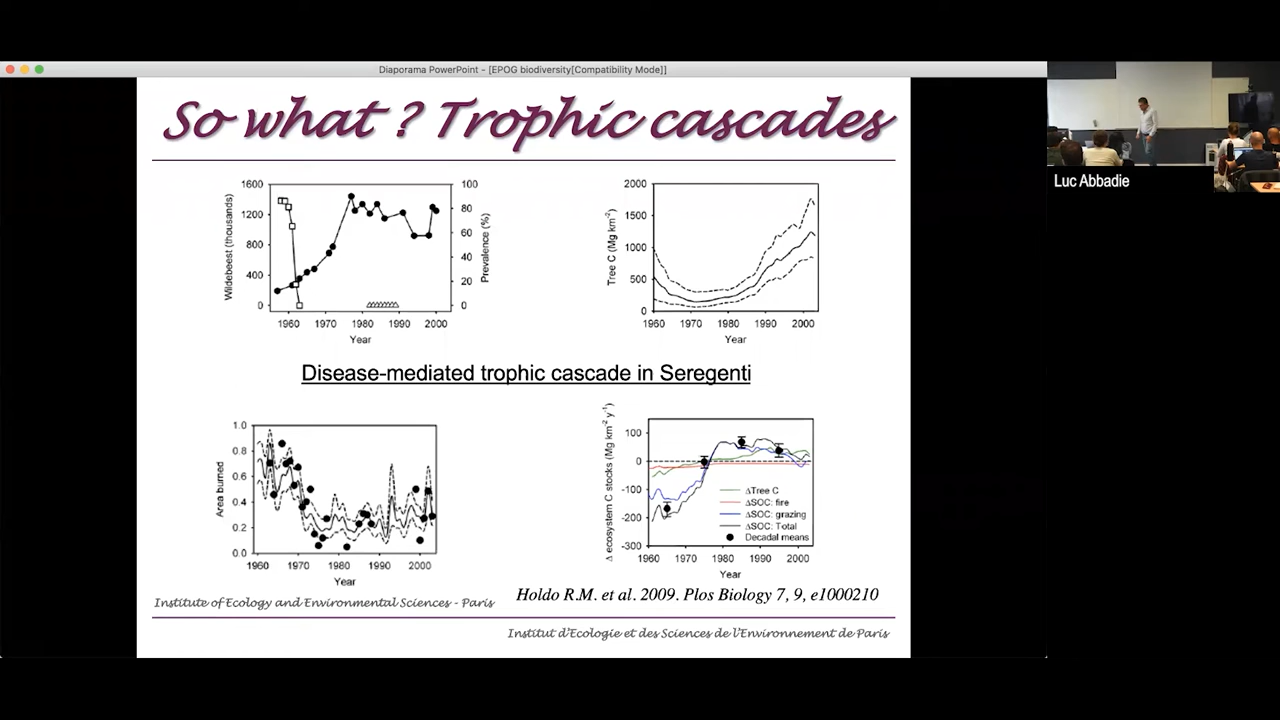 Diaporama PowerPoint - [EPOG biodiversity[Compatibility Mode]]
So what ? Trophic cascades
Luc Abbadie
1600
1200
800
400
0
Wildebeest (thousands)
100
80
60
40
20
0
Prevalence (%)
1960 1970 1980 1990 2000
Year
2000
1500
1000
500
0
Tree C (Mg km-2)
1960 1970 1980 1990 2000
Year
Disease-mediated trophic cascade in Seregenti
1.0
0.8
0.6
0.4
0.2
0.0
Area burned
1960 1970 1980 1990 2000
Year
100
0
-100
-200
-300
Δ ecosystem C stocks (Mg km-2 y-1)
ΔTree C
ΔSOC: fire
ΔSOC: grazing
ΔSOC: Total
Decadal means
1960 1970 1980 1990 2000
Year
Holdo R.M. et al. 2009. Plos Biology 7, 9, e1000210
Institute of Ecology and Environmental Sciences - Paris
Institut d'Ecologie et des Sciences de l'Environnement de Paris